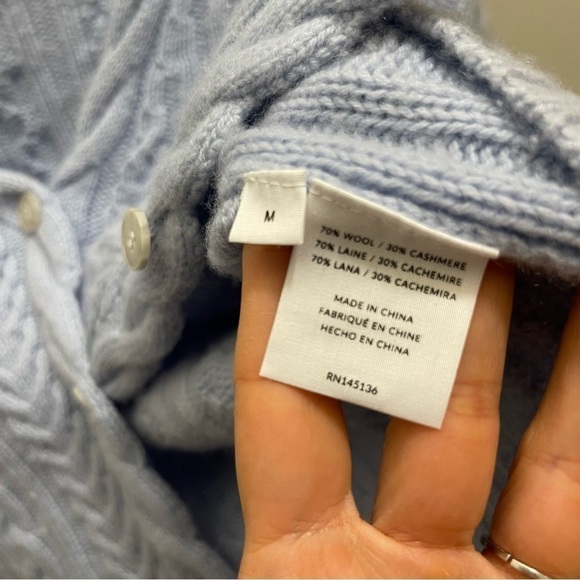 M
70% WOOL / 30% CASHMERE
70% LAINE / 30% CACHEMIRE
70% LANA / 30% CACHEMIRA
MADE IN CHINA
FABRIQUÉ EN CHINE
HECHO EN CHINA
RN145136